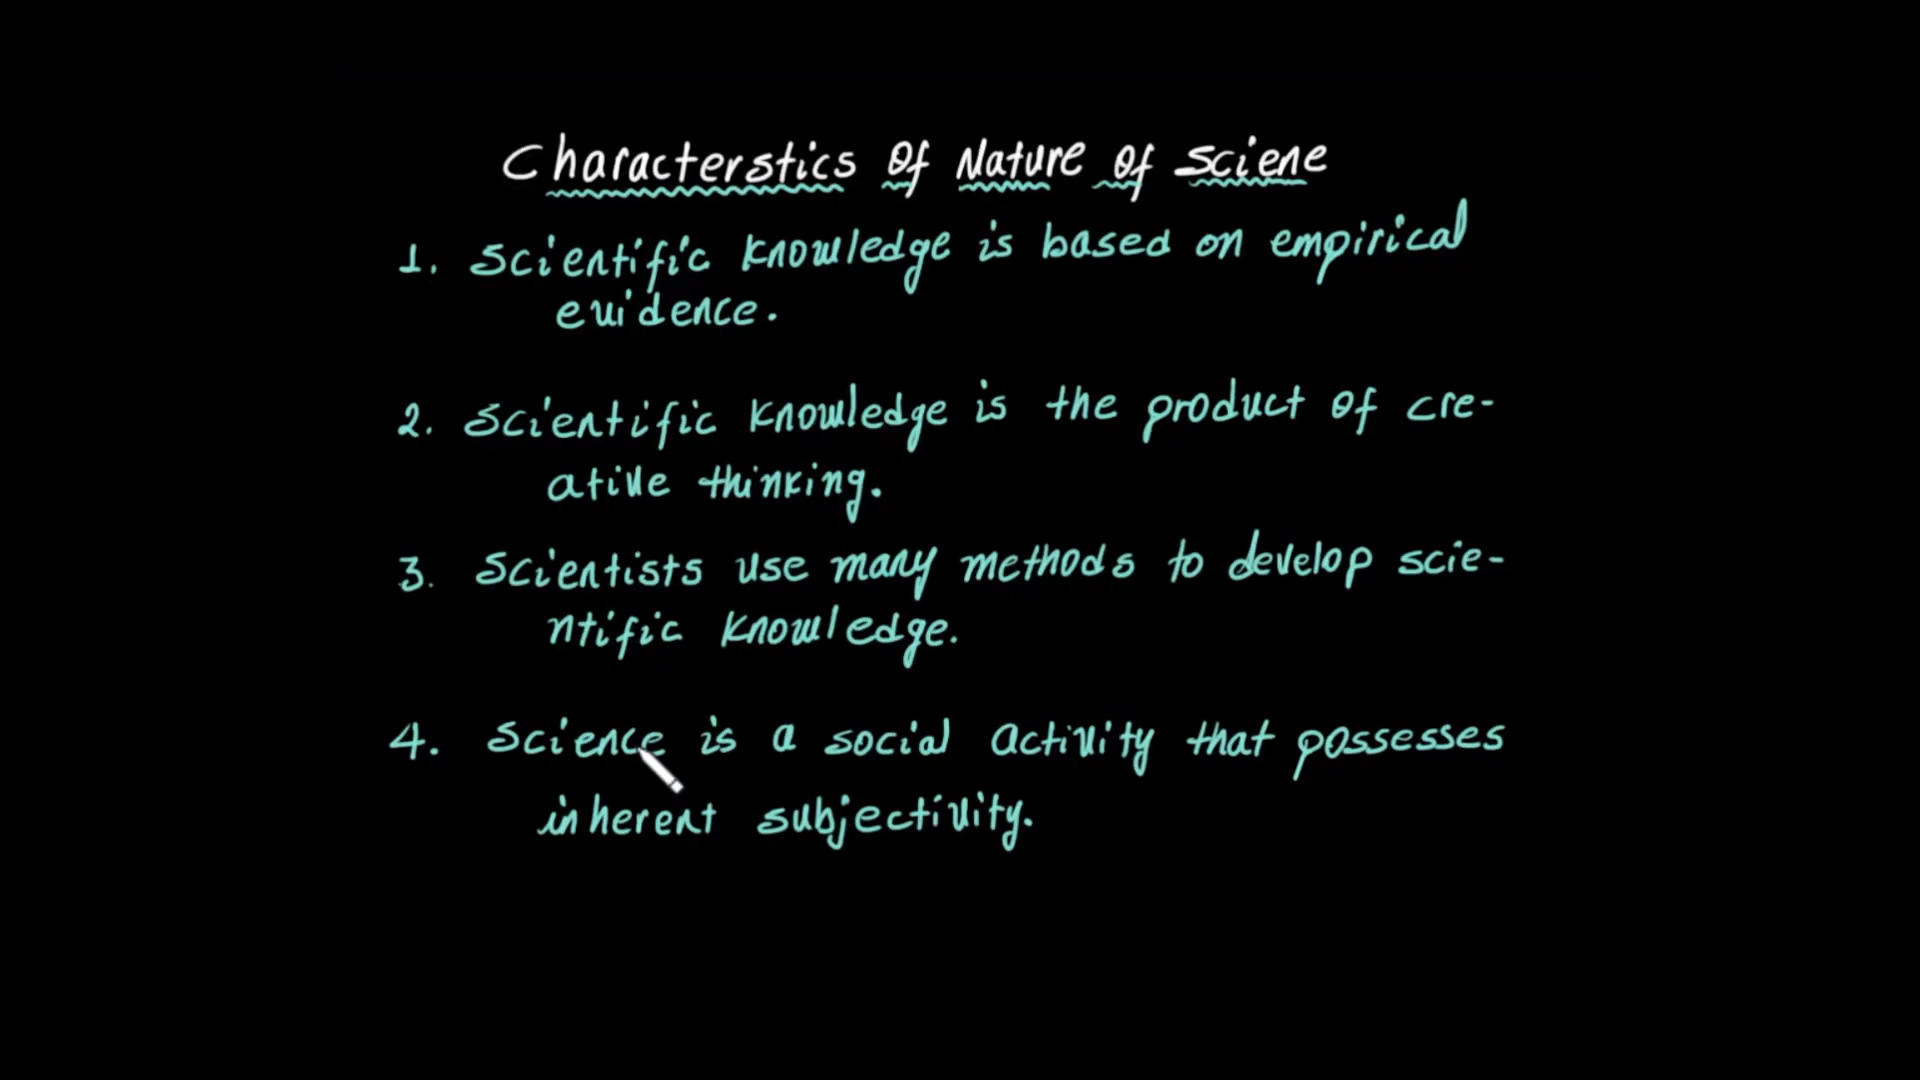 Characterstics Of Nature Of Sciene
1. Scientific knowledge is based on empirical
evidence.
2. Scientific knowledge is the product of cre-
ative thinking.
3. Scientists use many methods to develop scie-
ntific knowledge.
4. Science is a social activity that possesses
inherent subjectivity.